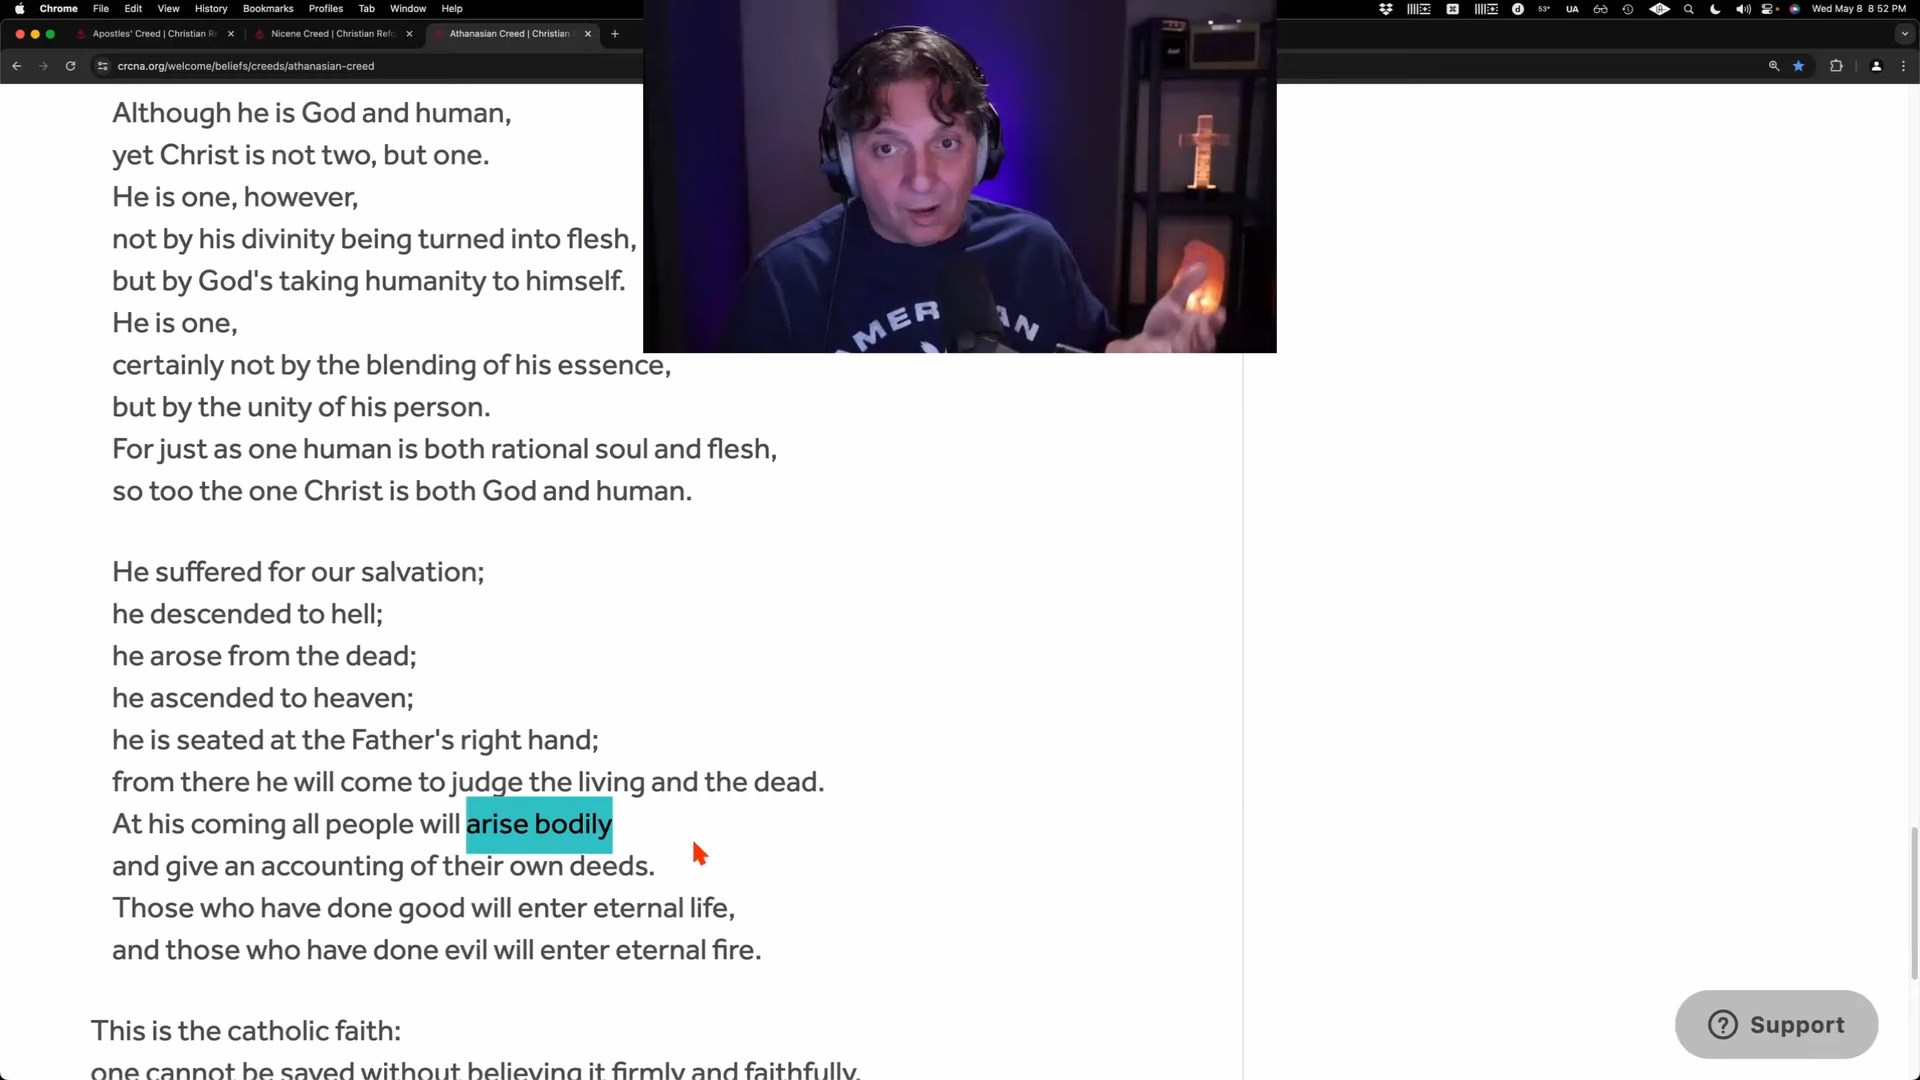 Chrome File Edit View History Bookmarks Profiles Tab Window Help
53° UA Wed May 8 8:52 PM
Apostles' Creed | Christian Re Nicene Creed | Christian Refo Athanasian Creed | Christian
crcna.org/welcome/beliefs/creeds/athanasian-creed
Although he is God and human,
yet Christ is not two, but one.
He is one, however,
not by his divinity being turned into flesh,
but by God's taking humanity to himself.
He is one,
AMERICAN
certainly not by the blending of his essence,
but by the unity of his person.
For just as one human is both rational soul and flesh,
so too the one Christ is both God and human.
He suffered for our salvation;
he descended to hell;
he arose from the dead;
he ascended to heaven;
he is seated at the Father's right hand;
from there he will come to judge the living and the dead.
At his coming all people will arise bodily
and give an accounting of their own deeds.
Those who have done good will enter eternal life,
and those who have done evil will enter eternal fire.
This is the catholic faith:
one cannot be saved without believing it firmly and faithfully.
Support